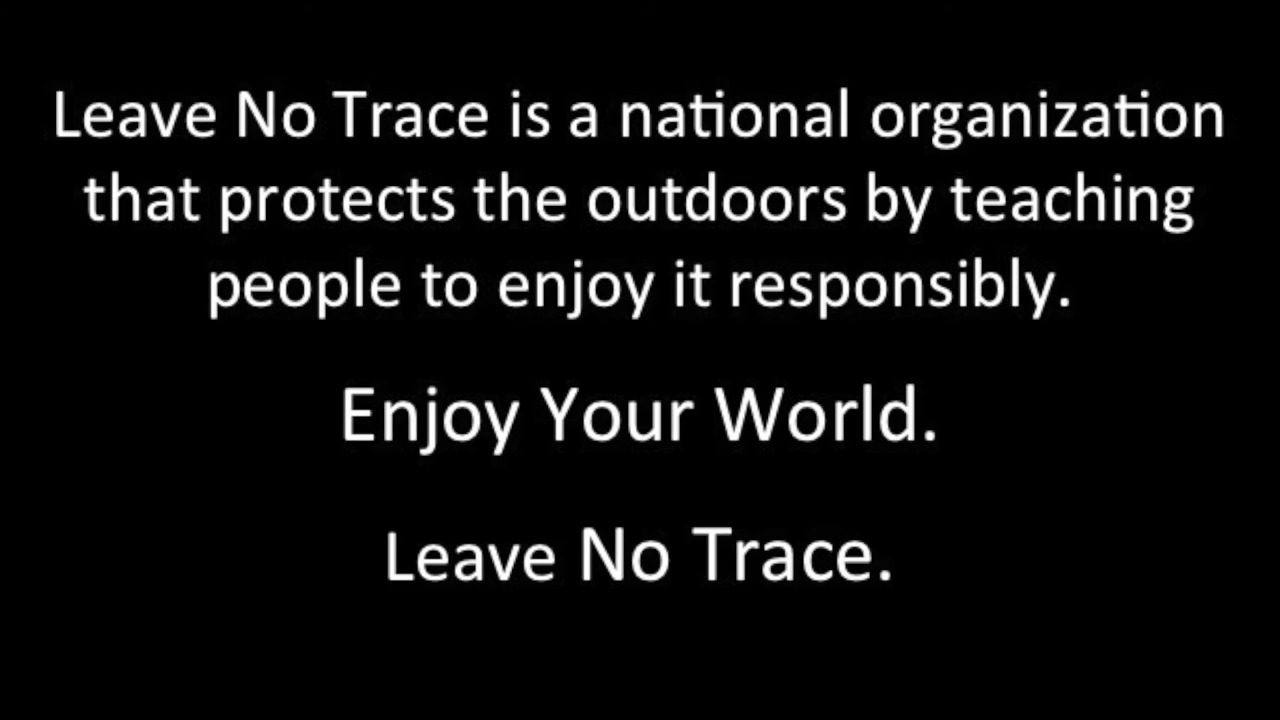 Leave No Trace is a national organization
that protects the outdoors by teaching
people to enjoy it responsibly.
Enjoy Your World.
Leave No Trace.